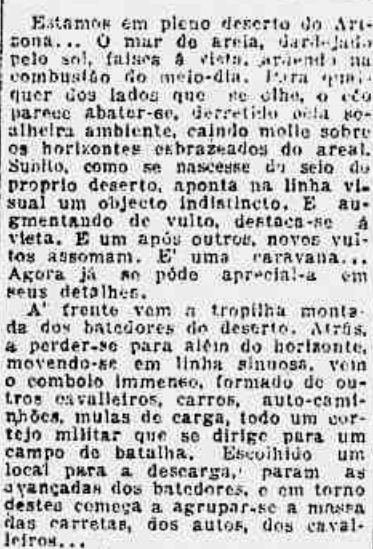 Estamos em pleno deserto do Ari-
zona... O mar de areia, dardejado
pelo sol, faisca á vista, ardendo na
combustão do meio-dia. Para qual-
quer dos lados que se olhe, o céo
parece abater-se, derretido pela so-
alheira ambiente, caindo molle sobre
os horizontes esbrazeados do areal.
Subito, como se nascesse do seio do
proprio deserto, aponta na linha vi-
sual um objecto indistincto. E au-
gmentando de vulto, destaca-se á
vista. E um após outros, novos vul-
tos assomam. E' uma caravana...
Agora já se póde aprecial-a em
seus detalhes.
A' frente vem a tropilha monta-
da dos batedores do deserto. Atrás,
a perder-se para além do horizonte,
movendo-se em linha sinuosa, vem
o comboio immenso, formado de ou-
tros cavalleiros, carros, auto-cami-
nhões, mulas de carga, todo um cor-
tejo militar que se dirige para um
campo de batalha. Escolhido um
local para a descarga, param as
avançadas dos batedores, e em torno
destes começa a agrupar-se a massa
das carretas, dos autos, dos caval-
leiros...